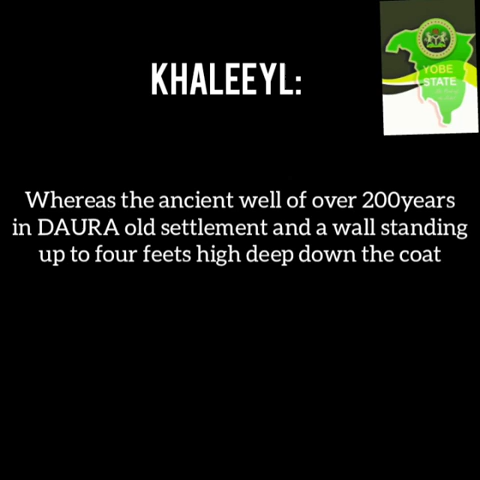 KHALEEYL:
YOBE
STATE
Whereas the ancient well of over 200years
in DAURA old settlement and a wall standing
up to four feets high deep down the coat